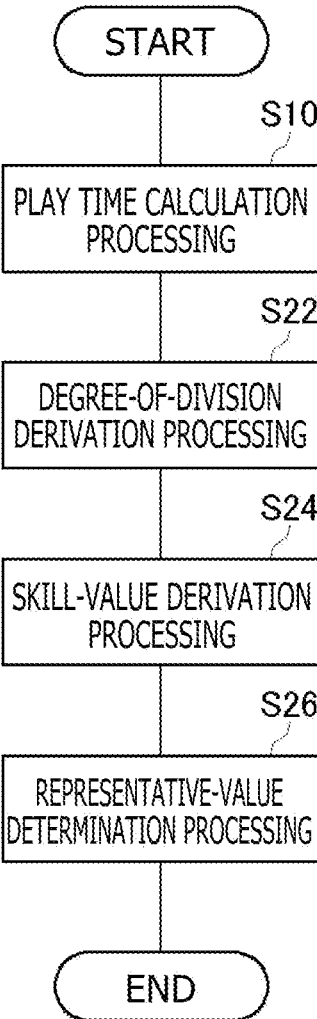 START
S10
PLAY TIME CALCULATION
PROCESSING
S22
DEGREE-OF-DIVISION
DERIVATION PROCESSING
S24
SKILL-VALUE DERIVATION
PROCESSING
S26
REPRESENTATIVE-VALUE
DETERMINATION PROCESSING
END